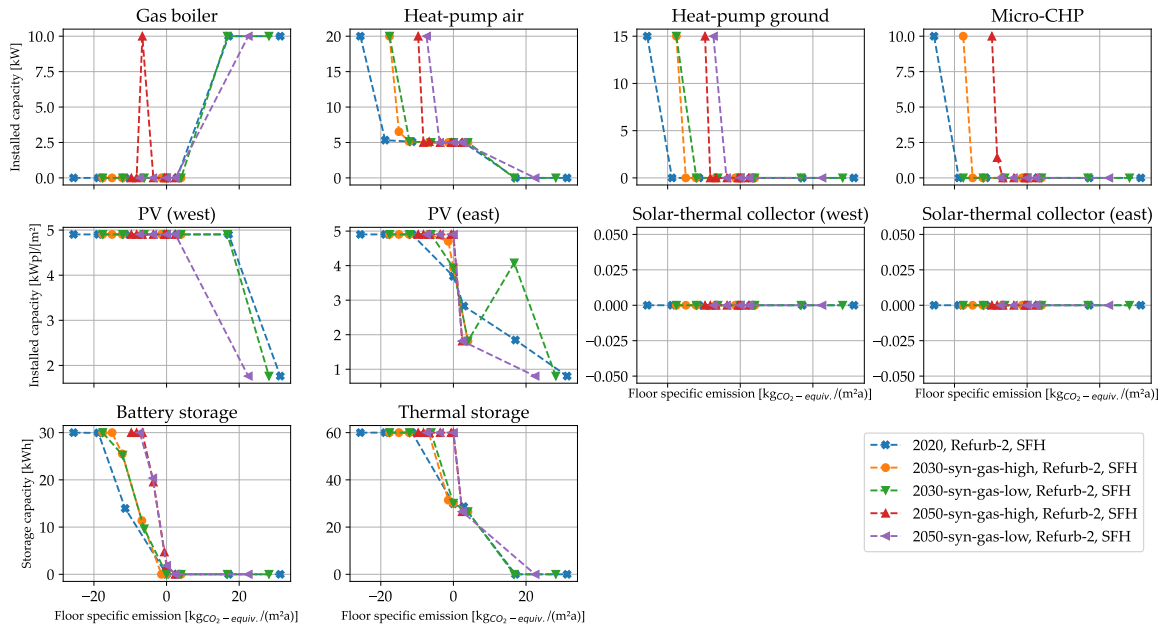 Gas boiler
Heat-pump air
Heat-pump ground
Micro-CHP
Installed capacity [kW]
10.0
7.5
5.0
2.5
0.0
20
15
10
5
0
15
10
5
0
10.0
7.5
5.0
2.5
0.0
PV (west)
PV (east)
Solar-thermal collector (west)
Solar-thermal collector (east)
Installed capacity [kWp]/[m²]
5
4
3
2
5
4
3
2
1
0.050
0.025
0.000
−0.025
−0.050
0.050
0.025
0.000
−0.025
−0.050
Floor specific emission [kgCO2−equiv./(m²a)]
Floor specific emission [kgCO2−equiv./(m²a)]
Battery storage
Thermal storage
Storage capacity [kWh]
30
20
10
0
60
40
20
0
−20
0
20
−20
0
20
Floor specific emission [kgCO2−equiv./(m²a)]
Floor specific emission [kgCO2−equiv./(m²a)]
2020, Refurb-2, SFH
2030-syn-gas-high, Refurb-2, SFH
2030-syn-gas-low, Refurb-2, SFH
2050-syn-gas-high, Refurb-2, SFH
2050-syn-gas-low, Refurb-2, SFH